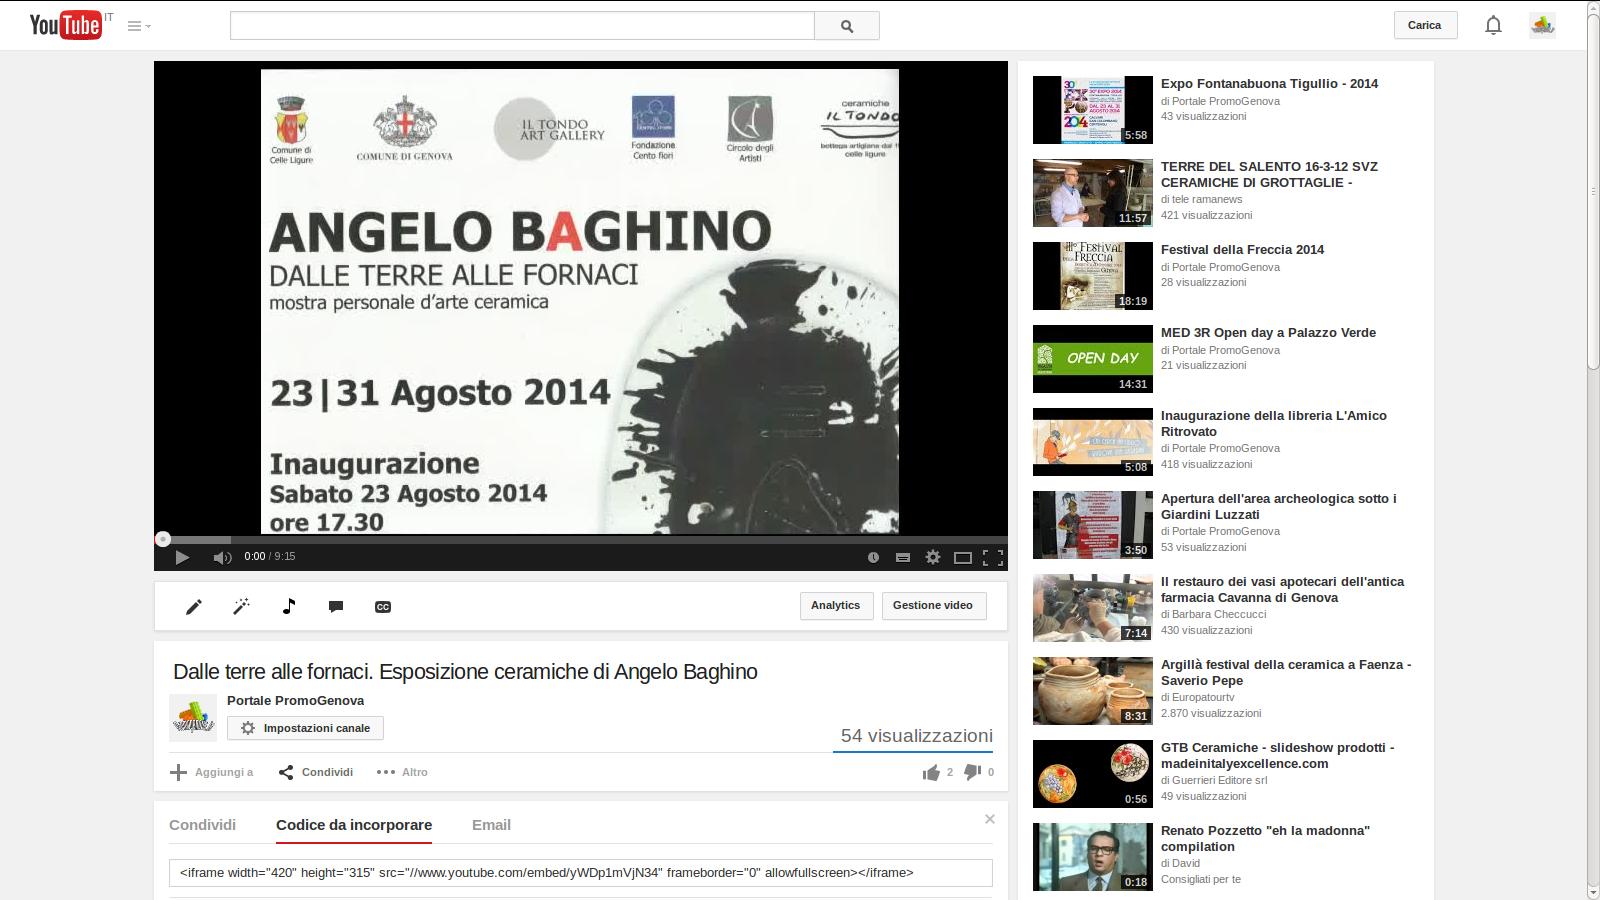 YouTube IT
Carica
Comune di
Celle Ligure
COMUNE DI GENOVA
IL TONDO
ART GALLERY
Fondazione
Cento fiori
Circolo degli
Artisti
ceramiche
IL TONDO
bottega artigiana dal
celle ligure
ANGELO BAGHINO
DALLE TERRE ALLE FORNACI
mostra personale d'arte ceramica
23|31 Agosto 2014
Inaugurazione
Sabato 23 Agosto 2014
ore 17.30
0:00 / 9:15
CC
Analytics
Gestione video
Dalle terre alle fornaci. Esposizione ceramiche di Angelo Baghino
Portale PromoGenova
Impostazioni canale
54 visualizzazioni
Aggiungi a
Condividi
Altro
2
0
Condividi
Codice da incorporare
Email
<iframe width="420" height="315" src="//www.youtube.com/embed/yWDp1mVjN34" frameborder="0" allowfullscreen></iframe>
5:58
Expo Fontanabuona Tigullio - 2014
di Portale PromoGenova
43 visualizzazioni
11:57
TERRE DEL SALENTO 16-3-12 SVZ
CERAMICHE DI GROTTAGLIE -
di tele ramanews
421 visualizzazioni
FESTIVAL
FRECCIA
18:19
Festival della Freccia 2014
di Portale PromoGenova
28 visualizzazioni
OPEN DAY
14:31
MED 3R Open day a Palazzo Verde
di Portale PromoGenova
21 visualizzazioni
5:08
Inaugurazione della libreria L'Amico
Ritrovato
di Portale PromoGenova
418 visualizzazioni
3:50
Apertura dell'area archeologica sotto i
Giardini Luzzati
di Portale PromoGenova
53 visualizzazioni
7:14
Il restauro dei vasi apotecari dell'antica
farmacia Cavanna di Genova
di Barbara Checcucci
430 visualizzazioni
8:31
Argillà festival della ceramica a Faenza -
Saverio Pepe
di Europatourtv
2.870 visualizzazioni
0:56
GTB Ceramiche - slideshow prodotti -
madeinitalyexcellence.com
di Guerrieri Editore srl
49 visualizzazioni
0:18
Renato Pozzetto "eh la madonna"
compilation
di David
Consigliati per te